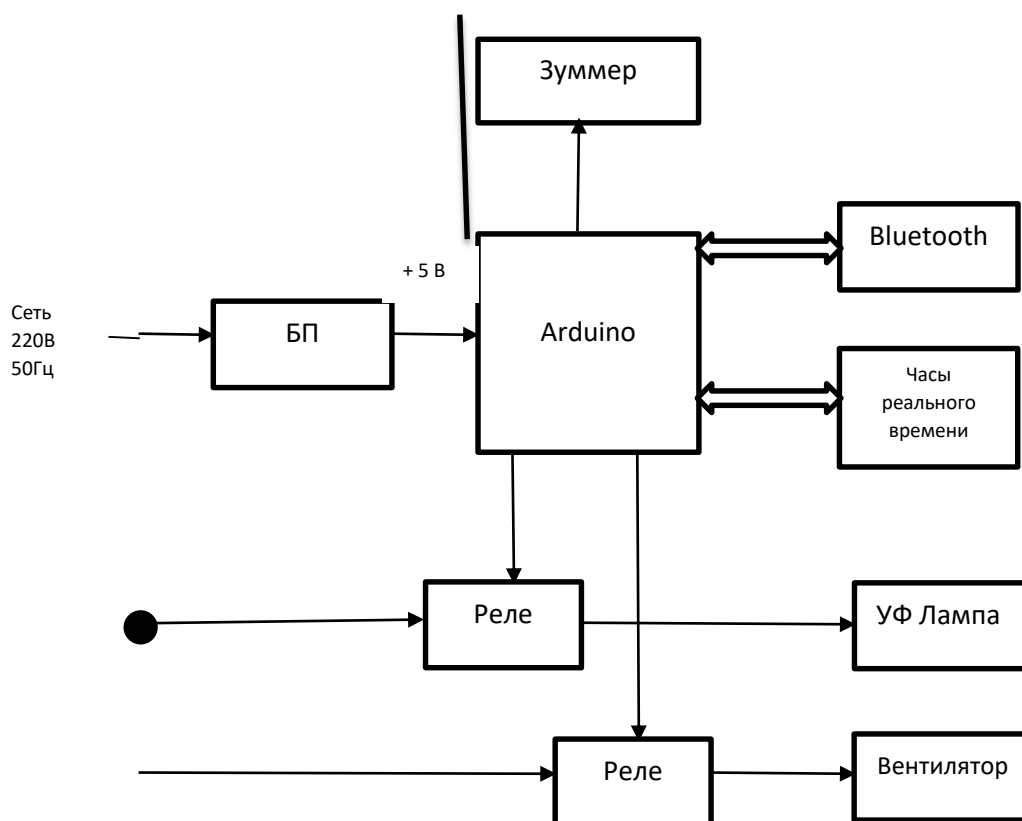 Зуммер
Bluetooth
+ 5 В
Сеть
220В
50Гц
БП
Arduino
Часы
реального
времени
Реле
УФ Лампа
Реле
Вентилятор